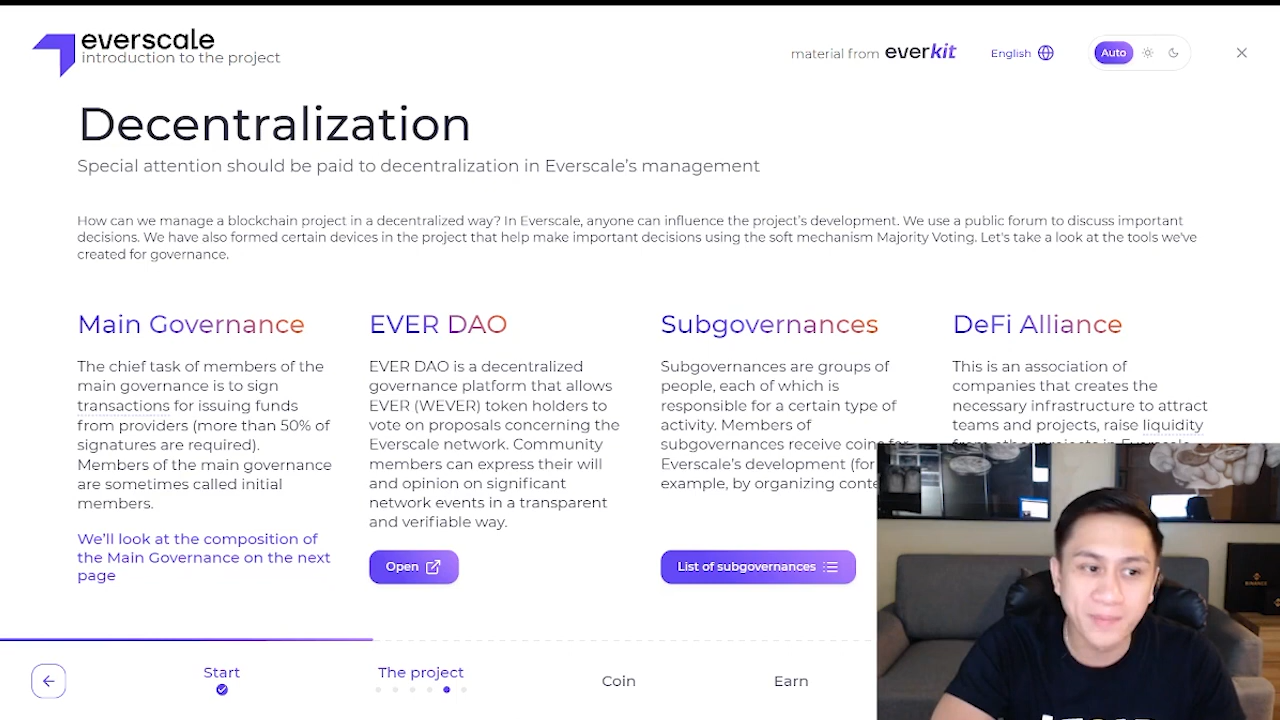 everscale
introduction to the project
material from everkit
English
Auto
Decentralization
Special attention should be paid to decentralization in Everscale's management
How can we manage a blockchain project in a decentralized way? In Everscale, anyone can influence the project's development. We use a public forum to discuss important
decisions. We have also formed certain devices in the project that help make important decisions using the soft mechanism Majority Voting. Let's take a look at the tools we've
created for governance.
Main Governance
The chief task of members of the
main governance is to sign
transactions for issuing funds
from providers (more than 50% of
signatures are required).
Members of the main governance
are sometimes called initial
members.
We'll look at the composition of
the Main Governance on the next
page
EVER DAO
EVER DAO is a decentralized
governance platform that allows
EVER (WEVER) token holders to
vote on proposals concerning the
Everscale network. Community
members can express their will
and opinion on significant
network events in a transparent
and verifiable way.
Open
Subgovernances
Subgovernances are groups of
people, each of which is
responsible for a certain type of
activity. Members of
subgovernances receive coins for
Everscale's development (for
example, by organizing conte
List of subgovernances
DeFi Alliance
This is an association of
companies that creates the
necessary infrastructure to attract
teams and projects, raise liquidity
from other projects in Everscale
BINANCE
Start
The project
Coin
Earn